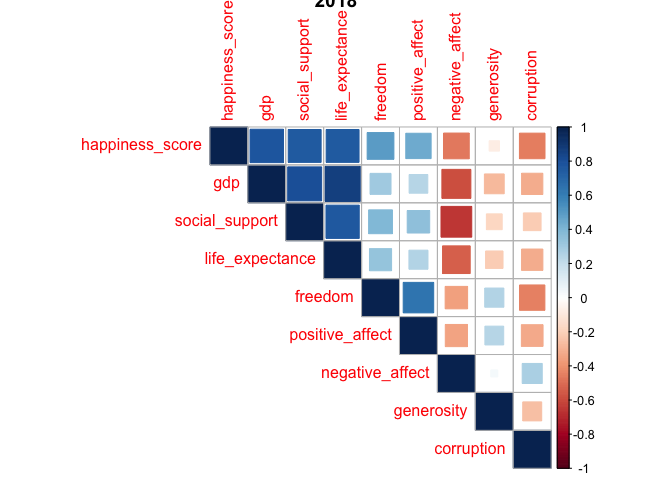 2018
happiness_score
gdp
social_support
life_expectance
freedom
positive_affect
negative_affect
generosity
corruption
happiness_score
gdp
social_support
life_expectance
freedom
positive_affect
negative_affect
generosity
corruption
1
0.8
0.6
0.4
0.2
0
-0.2
-0.4
-0.6
-0.8
-1